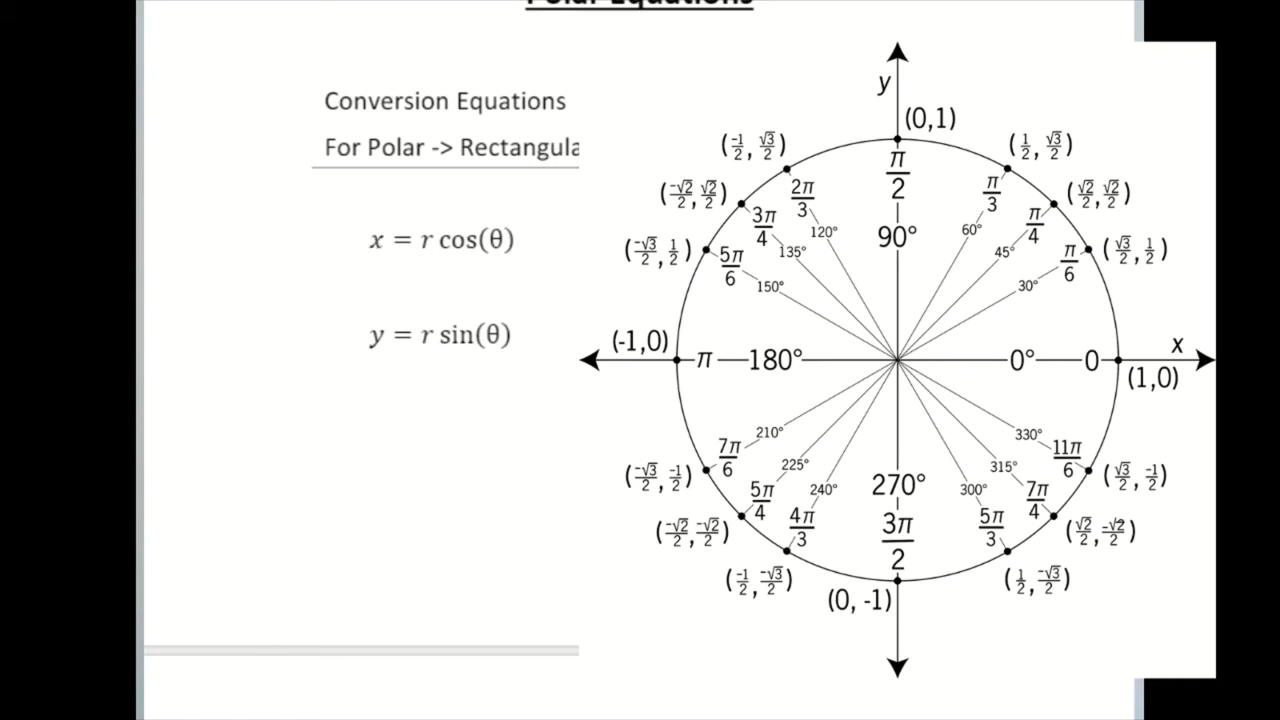 Polar Equations
Conversion Equations
For Polar -> Rectangula
x = r cos(θ)
y = r sin(θ)
y
(0,1)
(-1/2, √3/2)
(1/2, √3/2)
π/2
(-√2/2, √2/2)
2π/3
π/3
(√2/2, √2/2)
3π/4
120°
90°
60°
π/4
(-√3/2, 1/2)
5π/6
135°
45°
π/6
(√3/2, 1/2)
150°
30°
(-1,0)
x
π
180°
0°
0
(1,0)
210°
330°
7π/6
11π/6
(-√3/2, -1/2)
225°
315°
(√3/2, -1/2)
5π/4
240°
270°
300°
7π/4
(-√2/2, -√2/2)
4π/3
3π/2
5π/3
(√2/2, -√2/2)
(-1/2, -√3/2)
(1/2, -√3/2)
(0, -1)